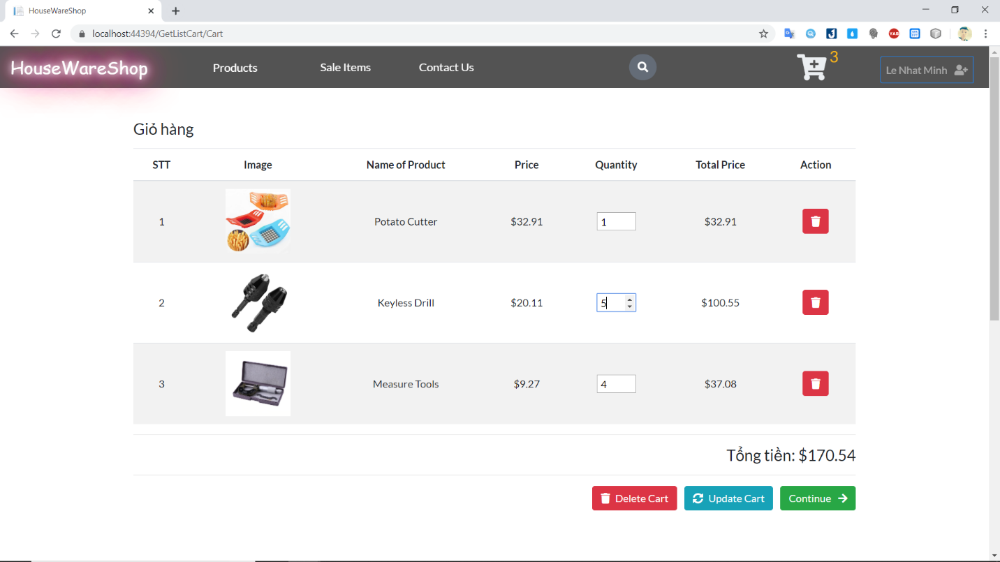 HouseWareShop
localhost:44394/GetListCart/Cart
HouseWareShop
Products
Sale Items
Contact Us
3
Le Nhat Minh
Giỏ hàng
STT Image Name of Product Price Quantity Total Price Action
1 Potato Cutter $32.91 1 $32.91
2 Keyless Drill $20.11 5 $100.55
3 Measure Tools $9.27 4 $37.08
Tổng tiền: $170.54
Delete Cart Update Cart Continue